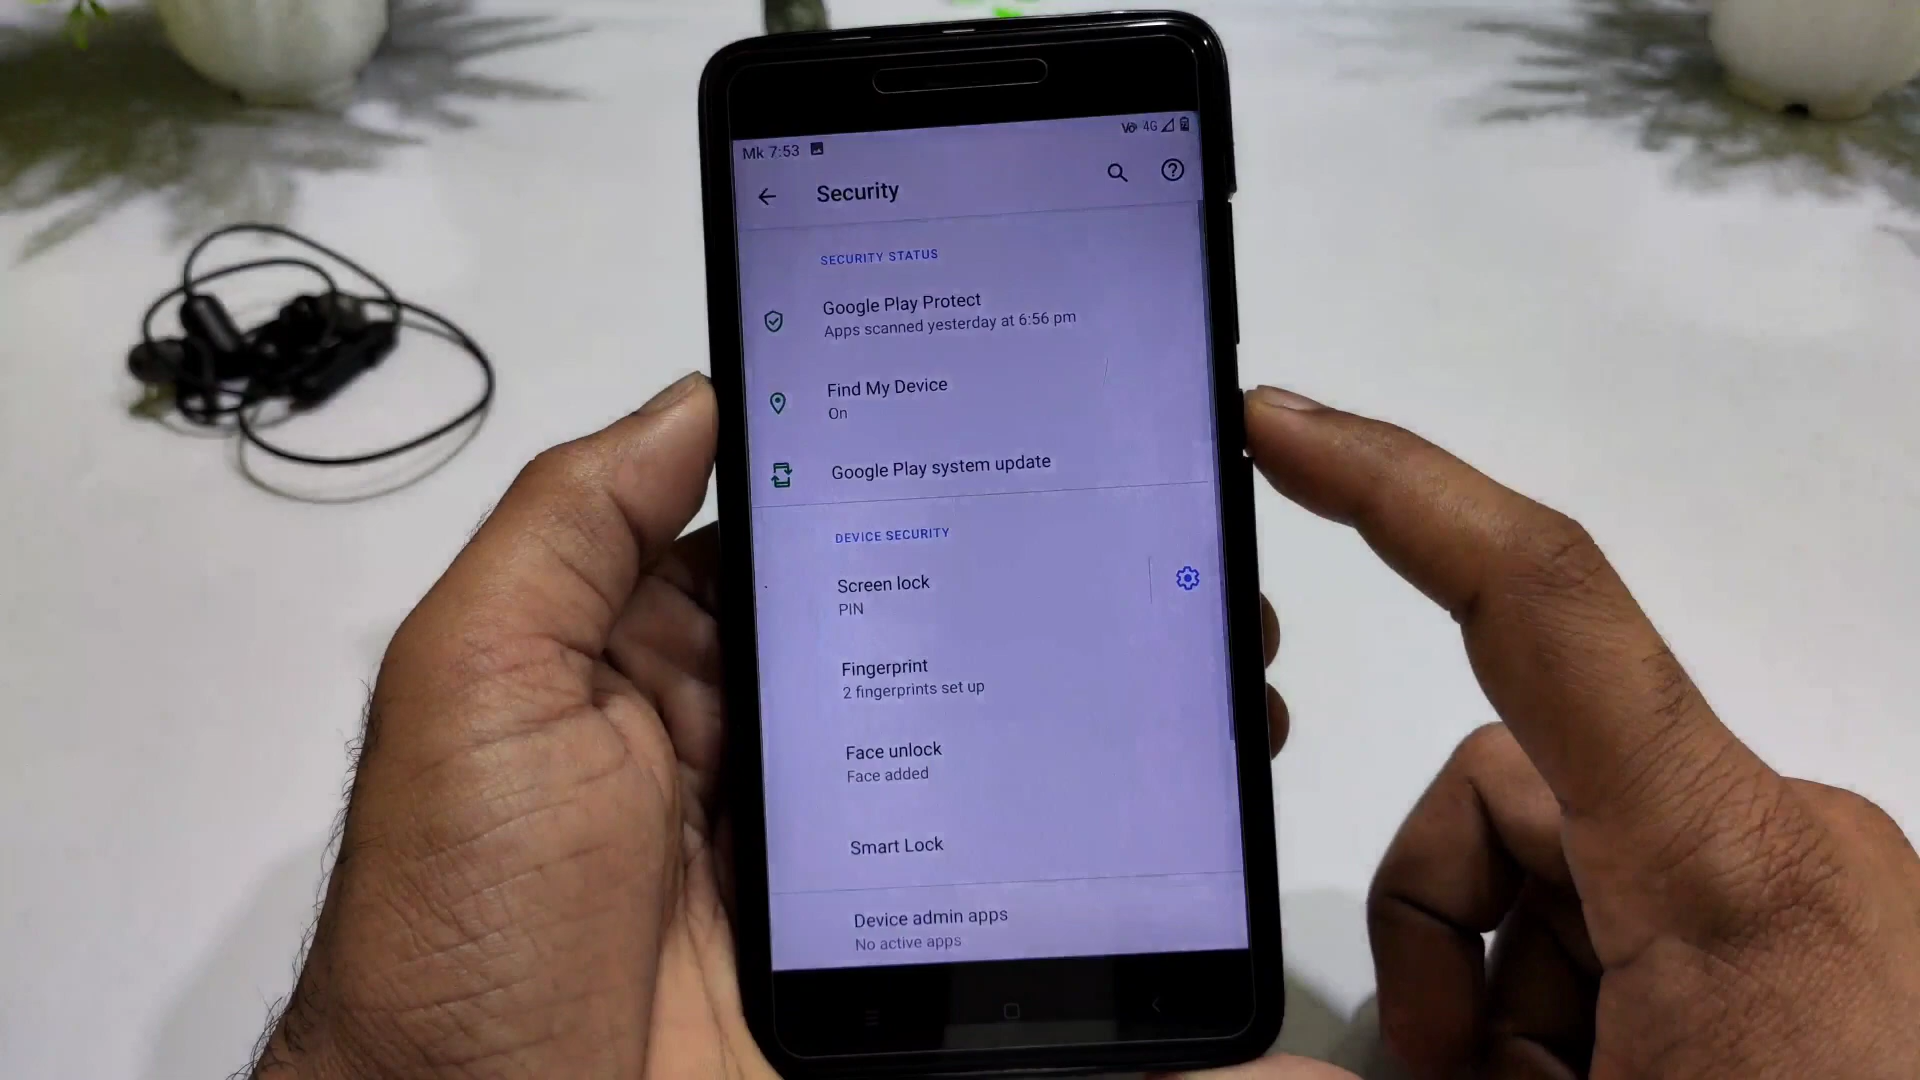 Mk 7:53
Vo 4G
Security
SECURITY STATUS
Google Play Protect
Apps scanned yesterday at 6:56 pm
Find My Device
On
Google Play system update
DEVICE SECURITY
Screen lock
PIN
Fingerprint
2 fingerprints set up
Face unlock
Face added
Smart Lock
Device admin apps
No active apps